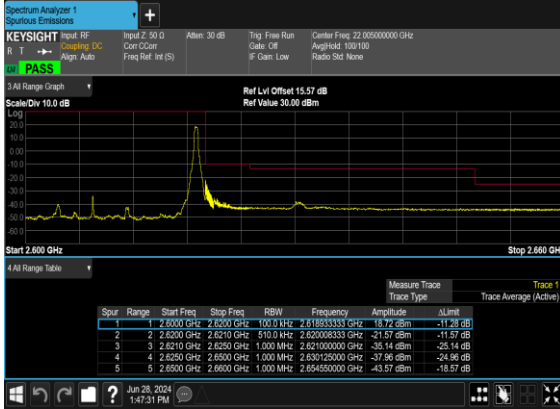 Spectrum Analyzer 1
Spurious Emissions
KEYSIGHT Input: RF Input Z: 50 Ω Atten: 30 dB Trig: Free Run Center Freq: 22.005000000 GHz
R T Coupling: DC Corr CCorr Gate: Off Avg|Hold: 100/100
Align: Auto Freq Ref: Int (S) IF Gain: Low Radio Std: None
PASS
3 All Range Graph
Ref Lvl Offset 15.57 dB
Scale/Div 10.0 dB Ref Value 30.00 dBm
Log
20.0
10.0
0.00
-10.0
-20.0
-30.0
-40.0
-50.0
-60.0
Start 2.600 GHz Stop 2.660 GHz
4 All Range Table
Measure Trace Trace 1
Trace Type Trace Average (Active)
Spur Range Start Freq Stop Freq RBW Frequency Amplitude ΔLimit
1 1 2.6000 GHz 2.6200 GHz 100.0 kHz 2.618933333 GHz 18.72 dBm -11.28 dB
2 2 2.6200 GHz 2.6210 GHz 510.0 kHz 2.620008333 GHz -21.57 dBm -11.57 dB
3 3 2.6210 GHz 2.6250 GHz 1.000 MHz 2.621000000 GHz -35.14 dBm -25.14 dB
4 4 2.6250 GHz 2.6500 GHz 1.000 MHz 2.630125000 GHz -37.96 dBm -24.96 dB
5 5 2.6500 GHz 2.6600 GHz 1.000 MHz 2.654550000 GHz -43.57 dBm -18.57 dB
Jun 28, 2024
1:47:31 PM